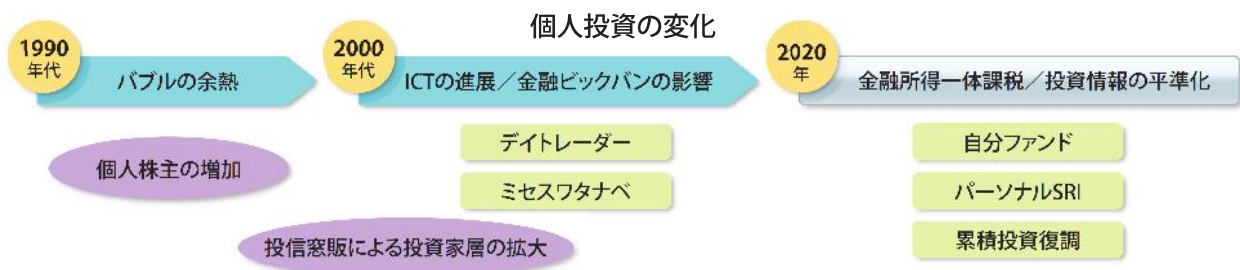 個人投資の変化
1990
年代
バブルの余熱
2000
年代
ICTの進展／金融ビックバンの影響
2020
年
金融所得一体課税／投資情報の平準化
個人株主の増加
投信窓販による投資家層の拡大
デイトレーダー
ミセスワタナベ
自分ファンド
パーソナルSRI
累積投資復調